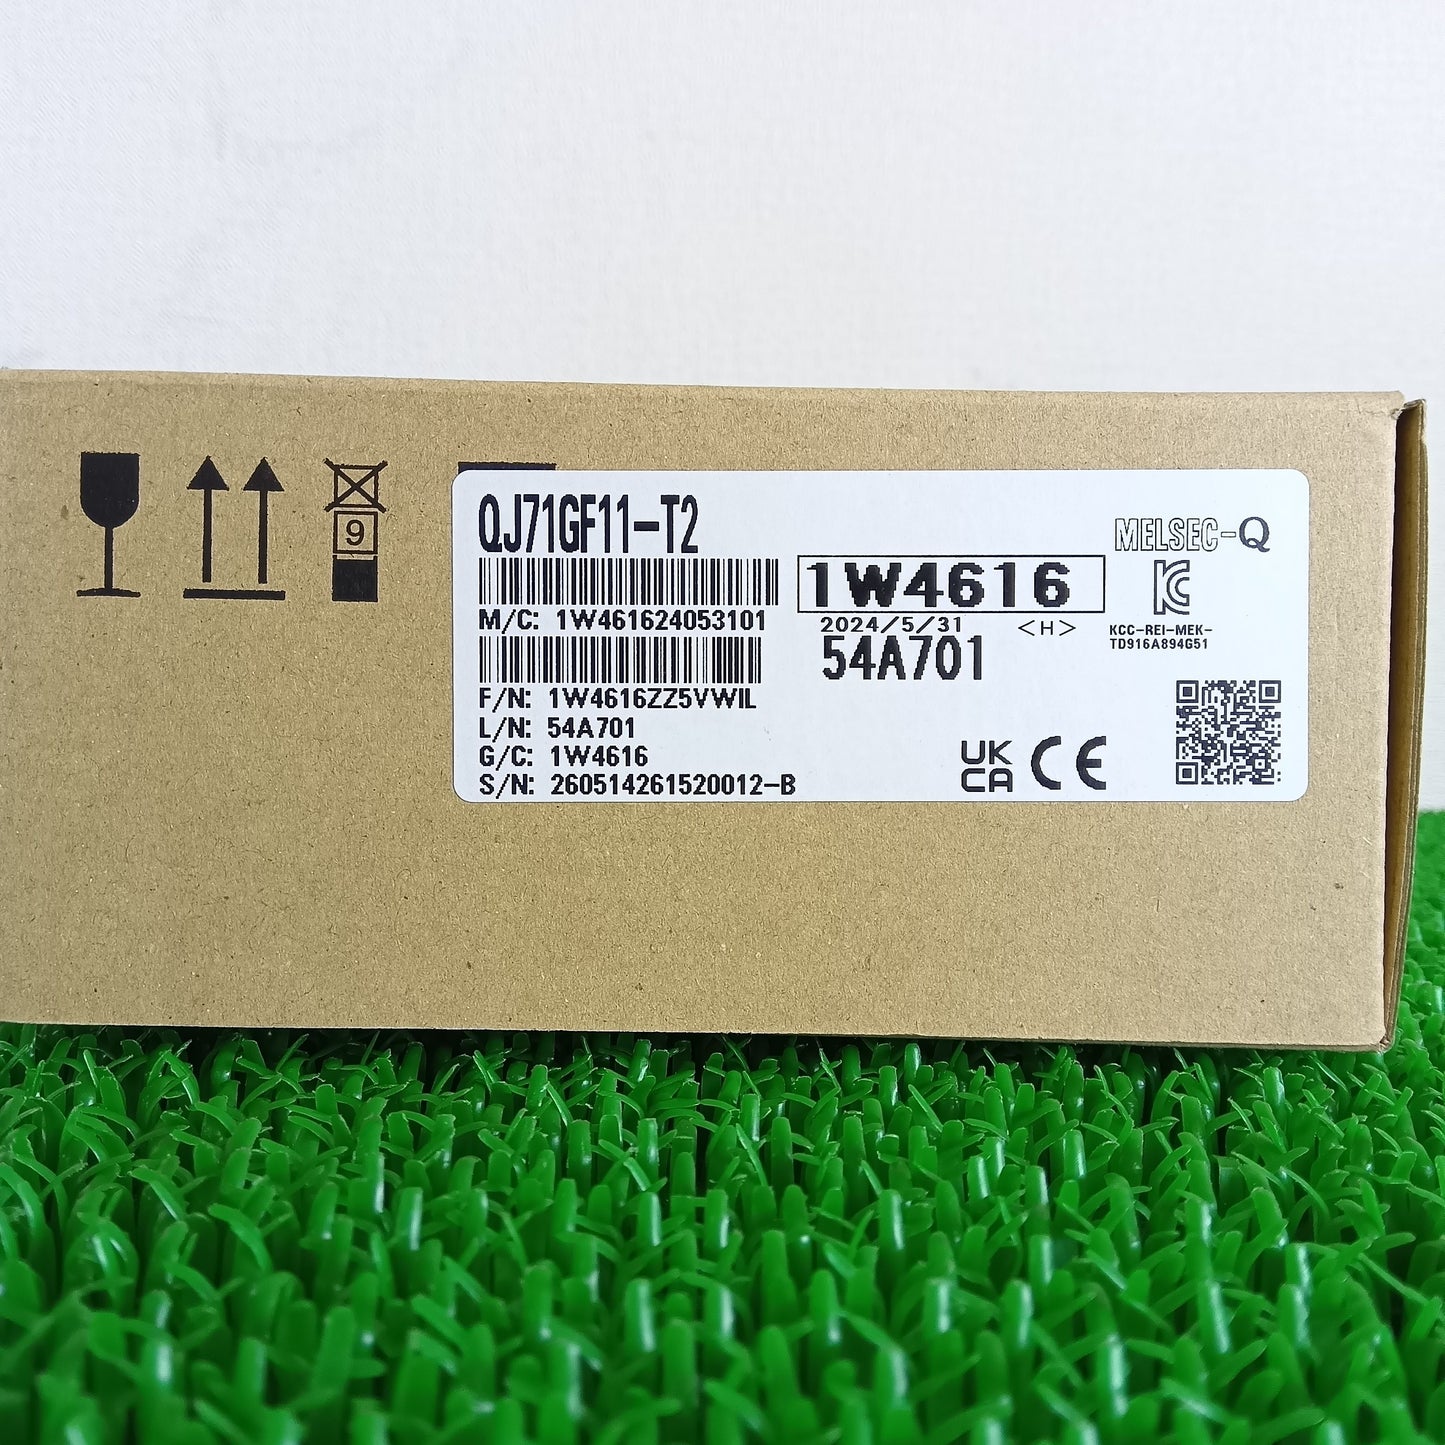 9
QJ71GF11-T2
MELSEC-Q
1W4616
M/C: 1W461624053101
2024/5/31 <H>
KCC-REI-MEK-
TD916A894G51
54A701
F/N: 1W4616ZZ5VWIL
L/N: 54A701
G/C: 1W4616
S/N: 260514261520012-B
UK
CA
CE